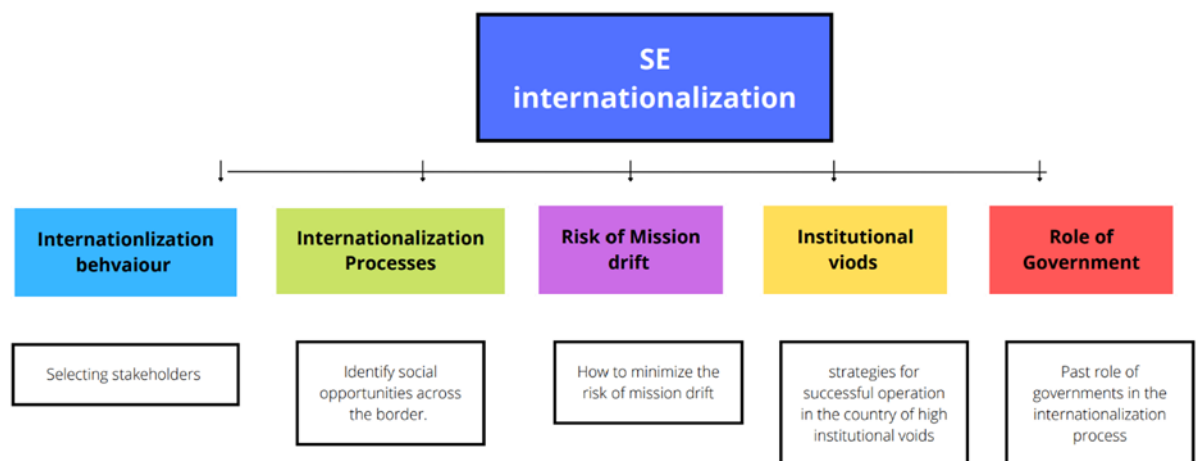 SE
internationalization
Internationlization
behvaiour
Internationalization
Processes
Risk of Mission
drift
Institutional
viods
Role of
Government
Selecting stakeholders
Identify social
opportunities across
the border.
How to minimize the
risk of mission drift
strategies for
successful operation
in the country of high
institutional voids
Past role of
governments in the
internationalization
process